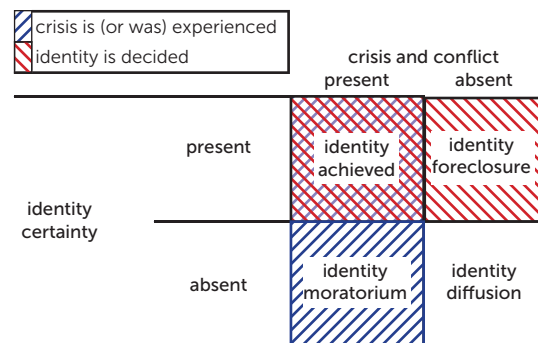 crisis is (or was) experienced
identity is decided
crisis and conflict
present
absent
present
identity
achieved
identity
foreclosure
identity
certainty
absent
identity
moratorium
identity
diffusion